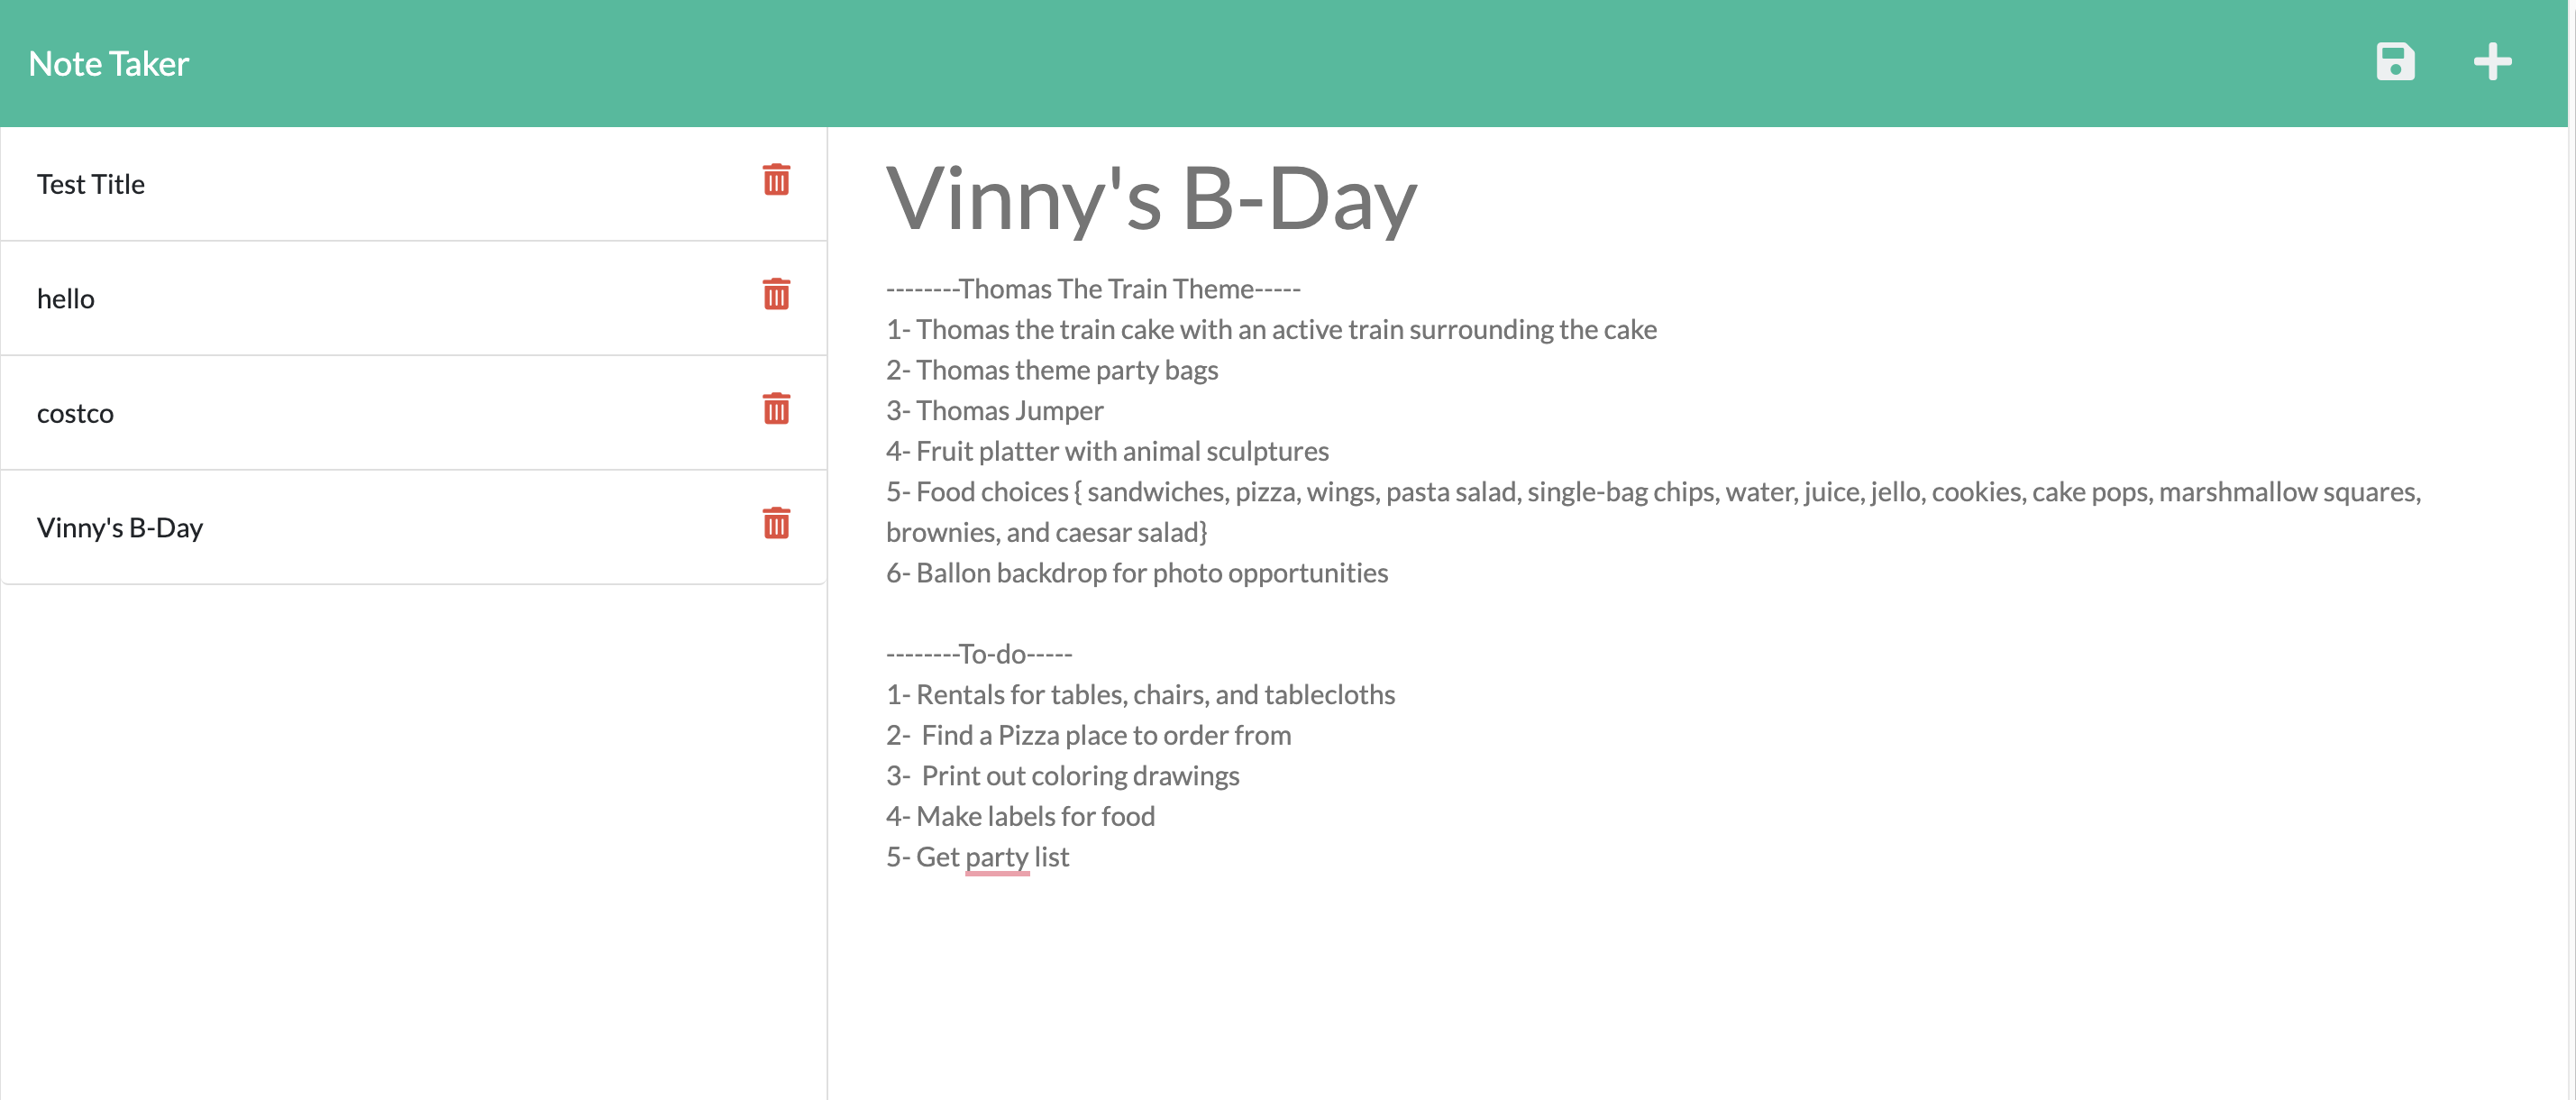 Note Taker
Test Title
hello
costco
Vinny's B-Day
Vinny's B-Day
--------Thomas The Train Theme-----
1- Thomas the train cake with an active train surrounding the cake
2- Thomas theme party bags
3- Thomas Jumper
4- Fruit platter with animal sculptures
5- Food choices { sandwiches, pizza, wings, pasta salad, single-bag chips, water, juice, jello, cookies, cake pops, marshmallow squares,
brownies, and caesar salad}
6- Ballon backdrop for photo opportunities
--------To-do-----
1- Rentals for tables, chairs, and tablecloths
2-  Find a Pizza place to order from
3-  Print out coloring drawings
4- Make labels for food
5- Get party list